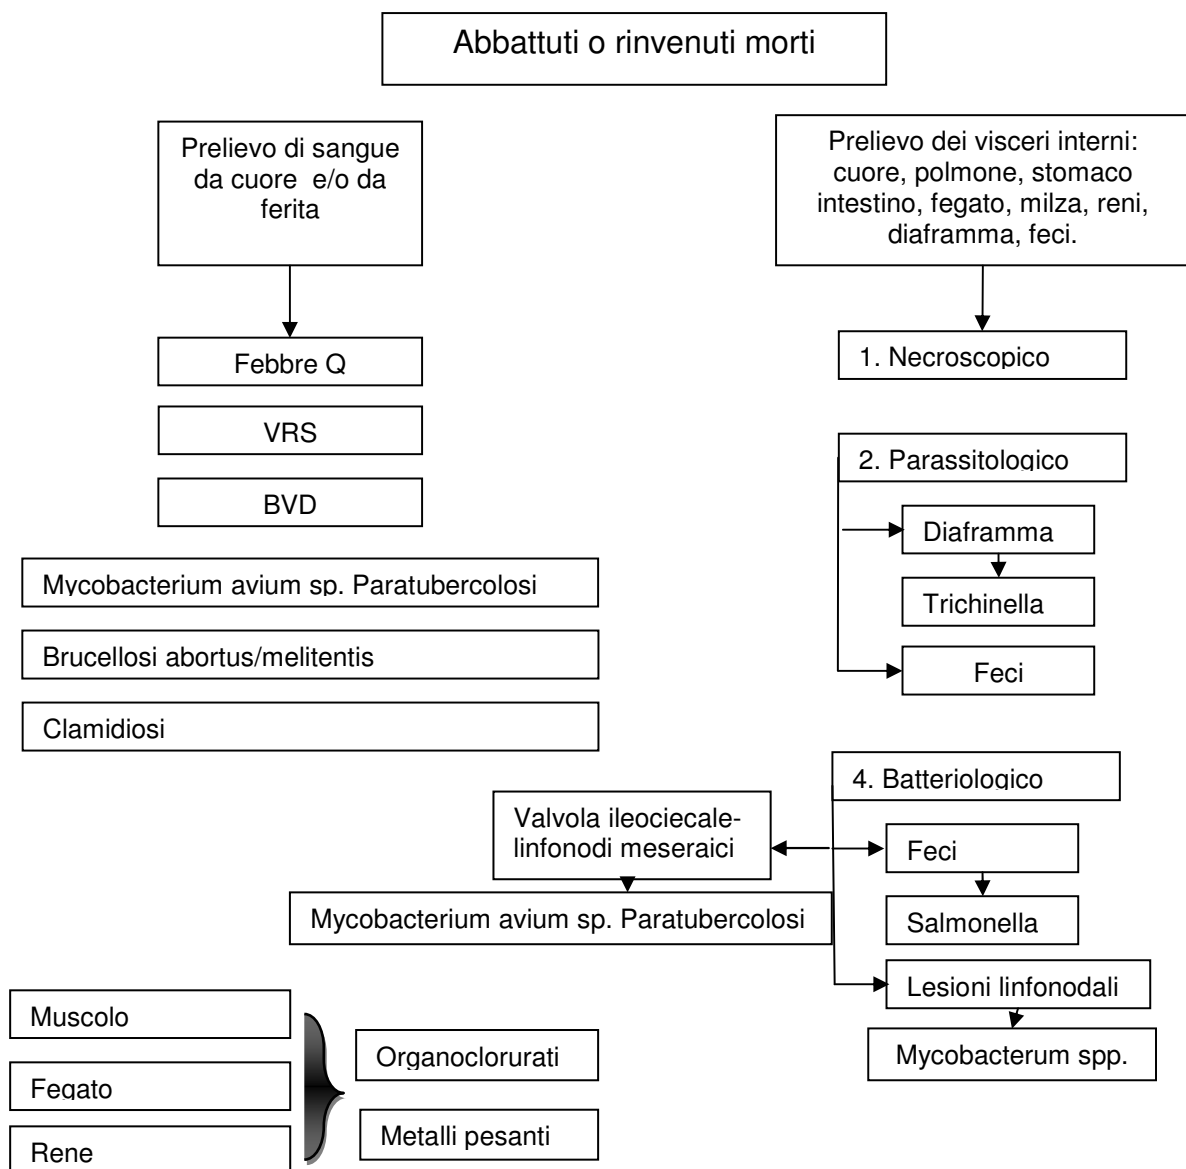 Abbattuti o rinvenuti morti
Prelievo di sangue
da cuore e/o da
ferita
Febbre Q
VRS
BVD
Mycobacterium avium sp. Paratubercolosi
Brucellosi abortus/melitentis
Clamidiosi
Prelievo dei visceri interni:
cuore, polmone, stomaco
intestino, fegato, milza, reni,
diaframma, feci.
1. Necroscopico
2. Parassitologico
Diaframma
Trichinella
Feci
4. Batteriologico
Valvola ileociecale-
linfonodi meseraici
Mycobacterium avium sp. Paratubercolosi
Feci
Salmonella
Lesioni linfonodali
Mycobacterum spp.
Muscolo
Fegato
Rene
Organoclorurati
Metalli pesanti